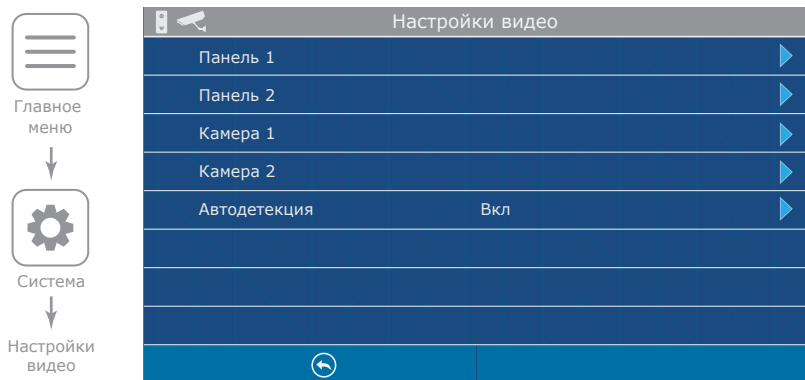 Главное
меню
Система
Настройки
видео
Настройки видео
Панель 1
Панель 2
Камера 1
Камера 2
Автодетекция Вкл